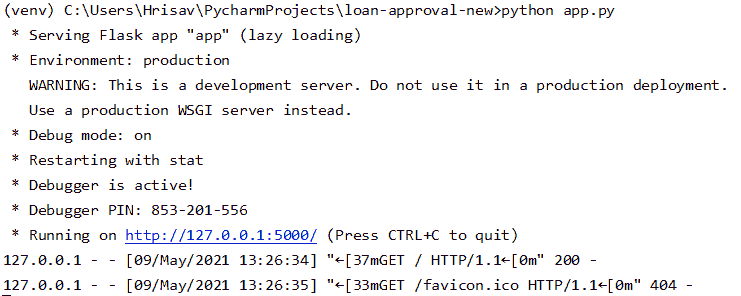 (venv) C:\Users\Hrisav\PycharmProjects\loan-approval-new>python app.py
 * Serving Flask app "app" (lazy loading)
 * Environment: production
   WARNING: This is a development server. Do not use it in a production deployment.
   Use a production WSGI server instead.
 * Debug mode: on
 * Restarting with stat
 * Debugger is active!
 * Debugger PIN: 853-201-556
 * Running on http://127.0.0.1:5000/ (Press CTRL+C to quit)
127.0.0.1 - - [09/May/2021 13:26:34] "←[37mGET / HTTP/1.1←[0m" 200 -
127.0.0.1 - - [09/May/2021 13:26:35] "←[33mGET /favicon.ico HTTP/1.1←[0m" 404 -